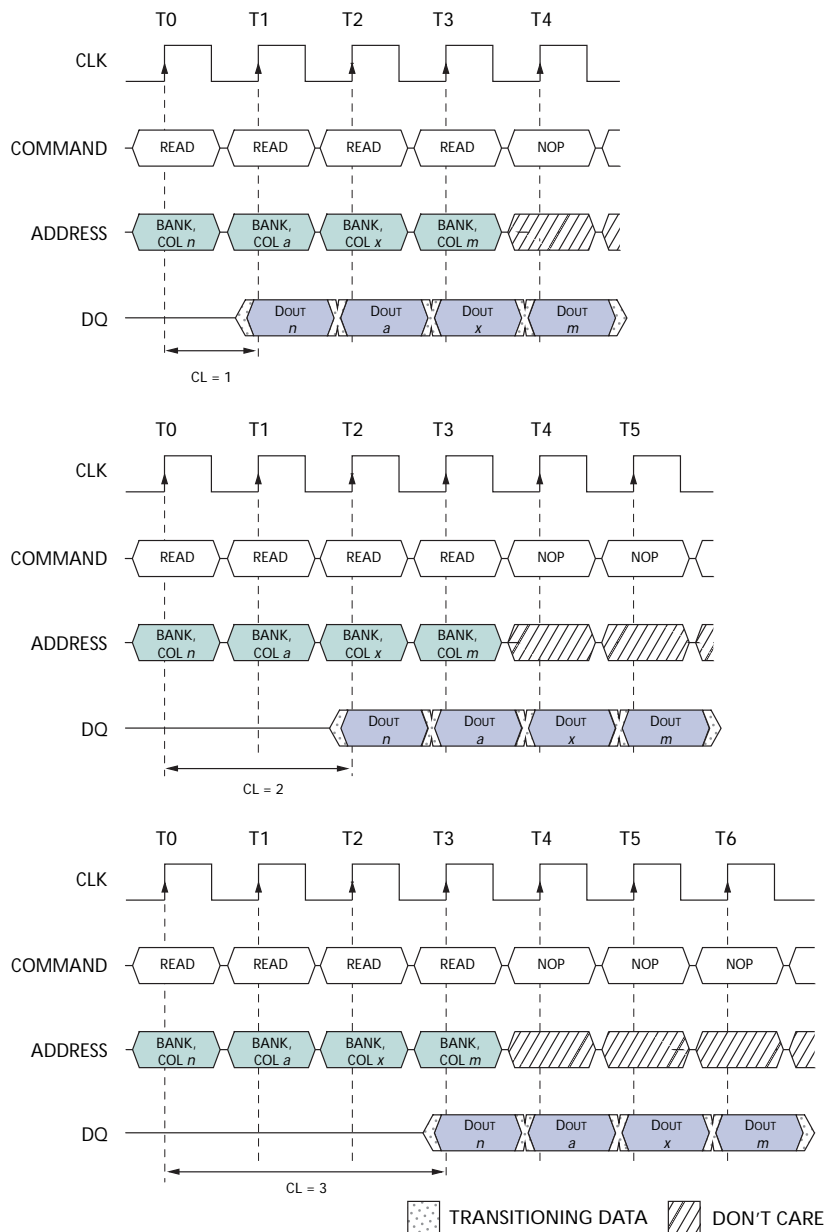 T0 T1 T2 T3 T4
CLK
COMMAND READ READ READ READ NOP
ADDRESS BANK, COL n BANK, COL a BANK, COL x BANK, COL m
DQ DOUT n DOUT a DOUT x DOUT m
CL = 1
T0 T1 T2 T3 T4 T5
CLK
COMMAND READ READ READ READ NOP NOP
ADDRESS BANK, COL n BANK, COL a BANK, COL x BANK, COL m
DQ DOUT n DOUT a DOUT x DOUT m
CL = 2
T0 T1 T2 T3 T4 T5 T6
CLK
COMMAND READ READ READ READ NOP NOP NOP
ADDRESS BANK, COL n BANK, COL a BANK, COL x BANK, COL m
DQ DOUT n DOUT a DOUT x DOUT m
CL = 3
TRANSITIONING DATA DON'T CARE